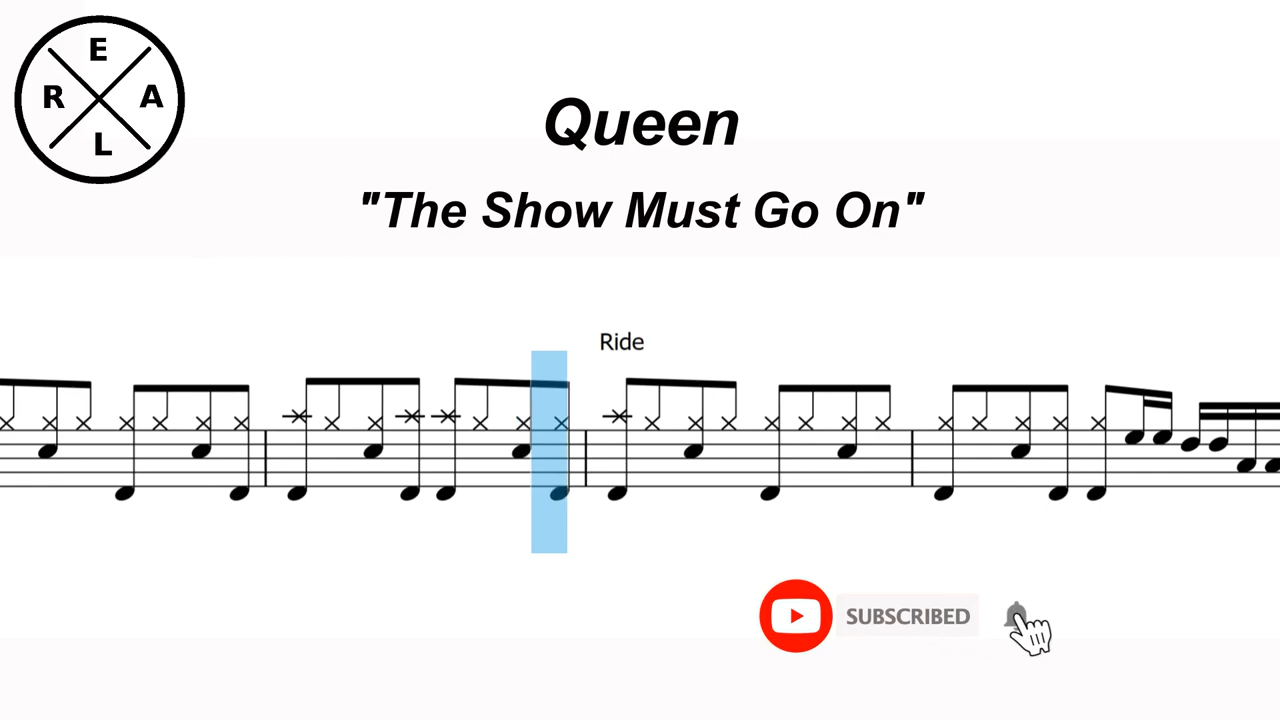 E
R A
L
Queen
"The Show Must Go On"
Ride
SUBSCRIBED